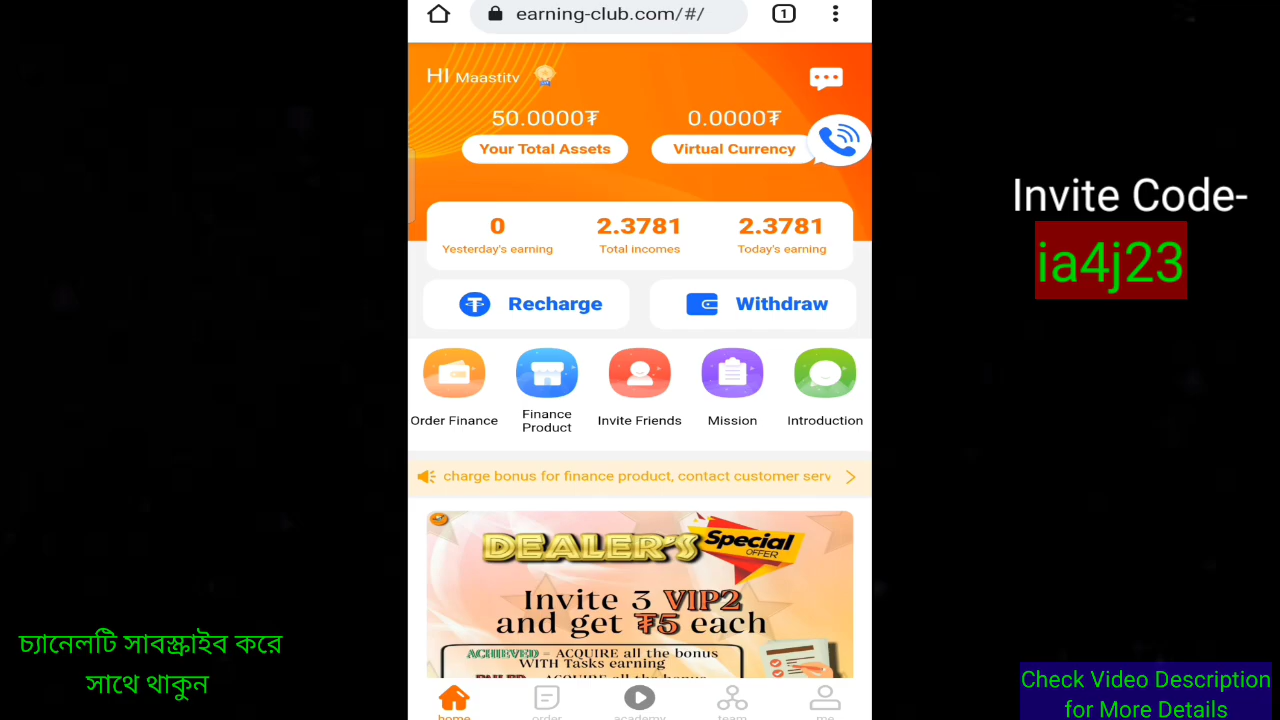 earning-club.com/#/
1
HI Maastitv
50.0000₮
0.0000₮
Your Total Assets
Virtual Currency
0
2.3781
2.3781
Yesterday's earning
Total incomes
Today's earning
Recharge
Withdraw
Order Finance
Finance
Product
Invite Friends
Mission
Introduction
charge bonus for finance product, contact customer serv
DEALER'S Special
OFFER
Invite 3 VIP2
and get ₮5 each
ACHIEVED - ACQUIRE all the bonus
WITH Tasks earning
home
order
academy
team
me
Invite Code-
ia4j23
চ্যানেলটি সাবস্ক্রাইব করে
সাথে থাকুন
Check Video Description
for More Details